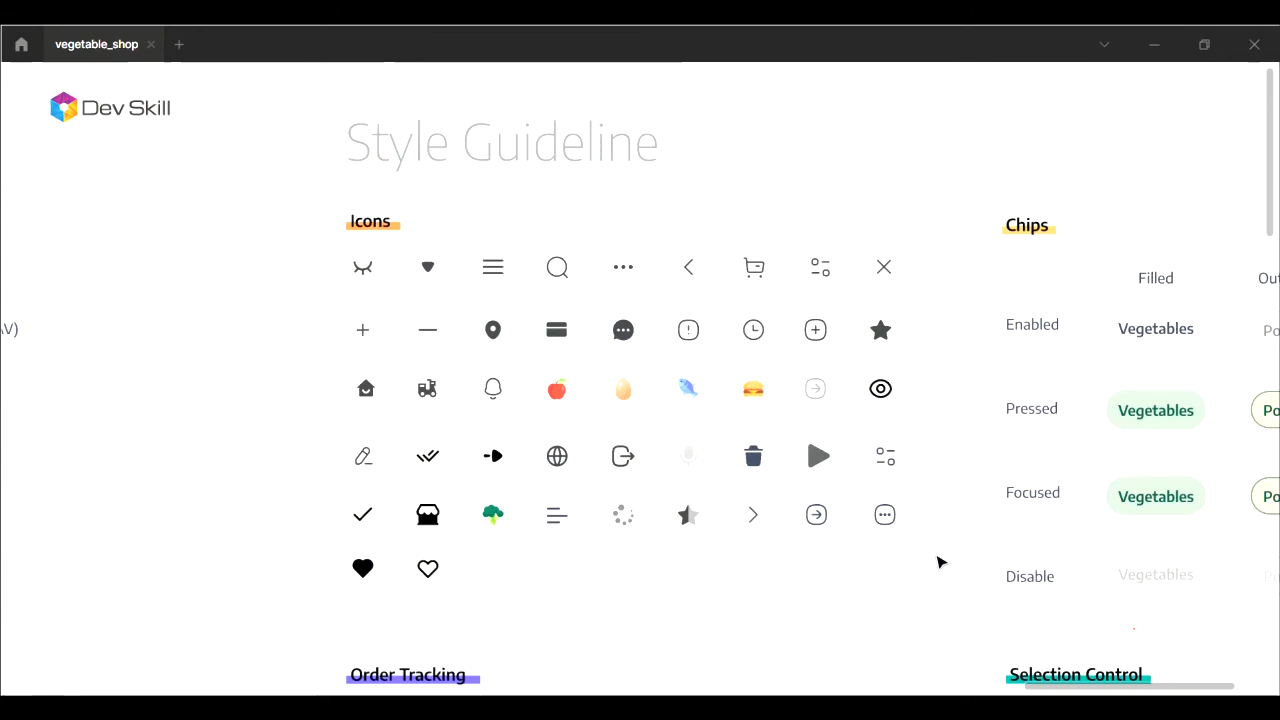 vegetable_shop
Dev Skill
Style Guideline
Icons
Chips
Filled
Enabled
Vegetables
Pressed
Vegetables
Focused
Vegetables
Disable
Vegetables
Order Tracking
Selection Control